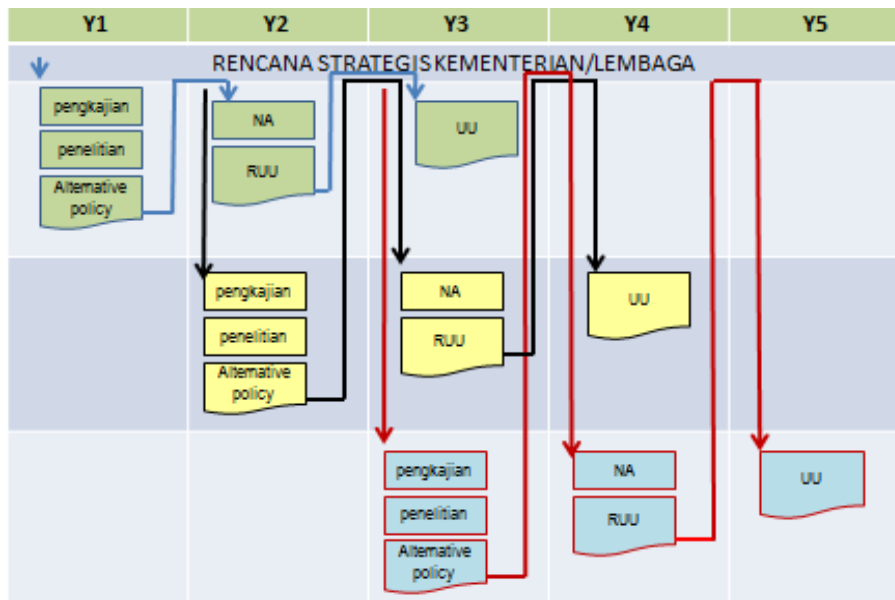 Y1 Y2 Y3 Y4 Y5
RENCANA STRATEGIS KEMENTERIAN/LEMBAGA
pengkajian
penelitian
Alternative
policy
NA
RUU
UU
pengkajian
penelitian
Alternative
policy
NA
RUU
UU
pengkajian
penelitian
Alternative
policy
NA
RUU
UU